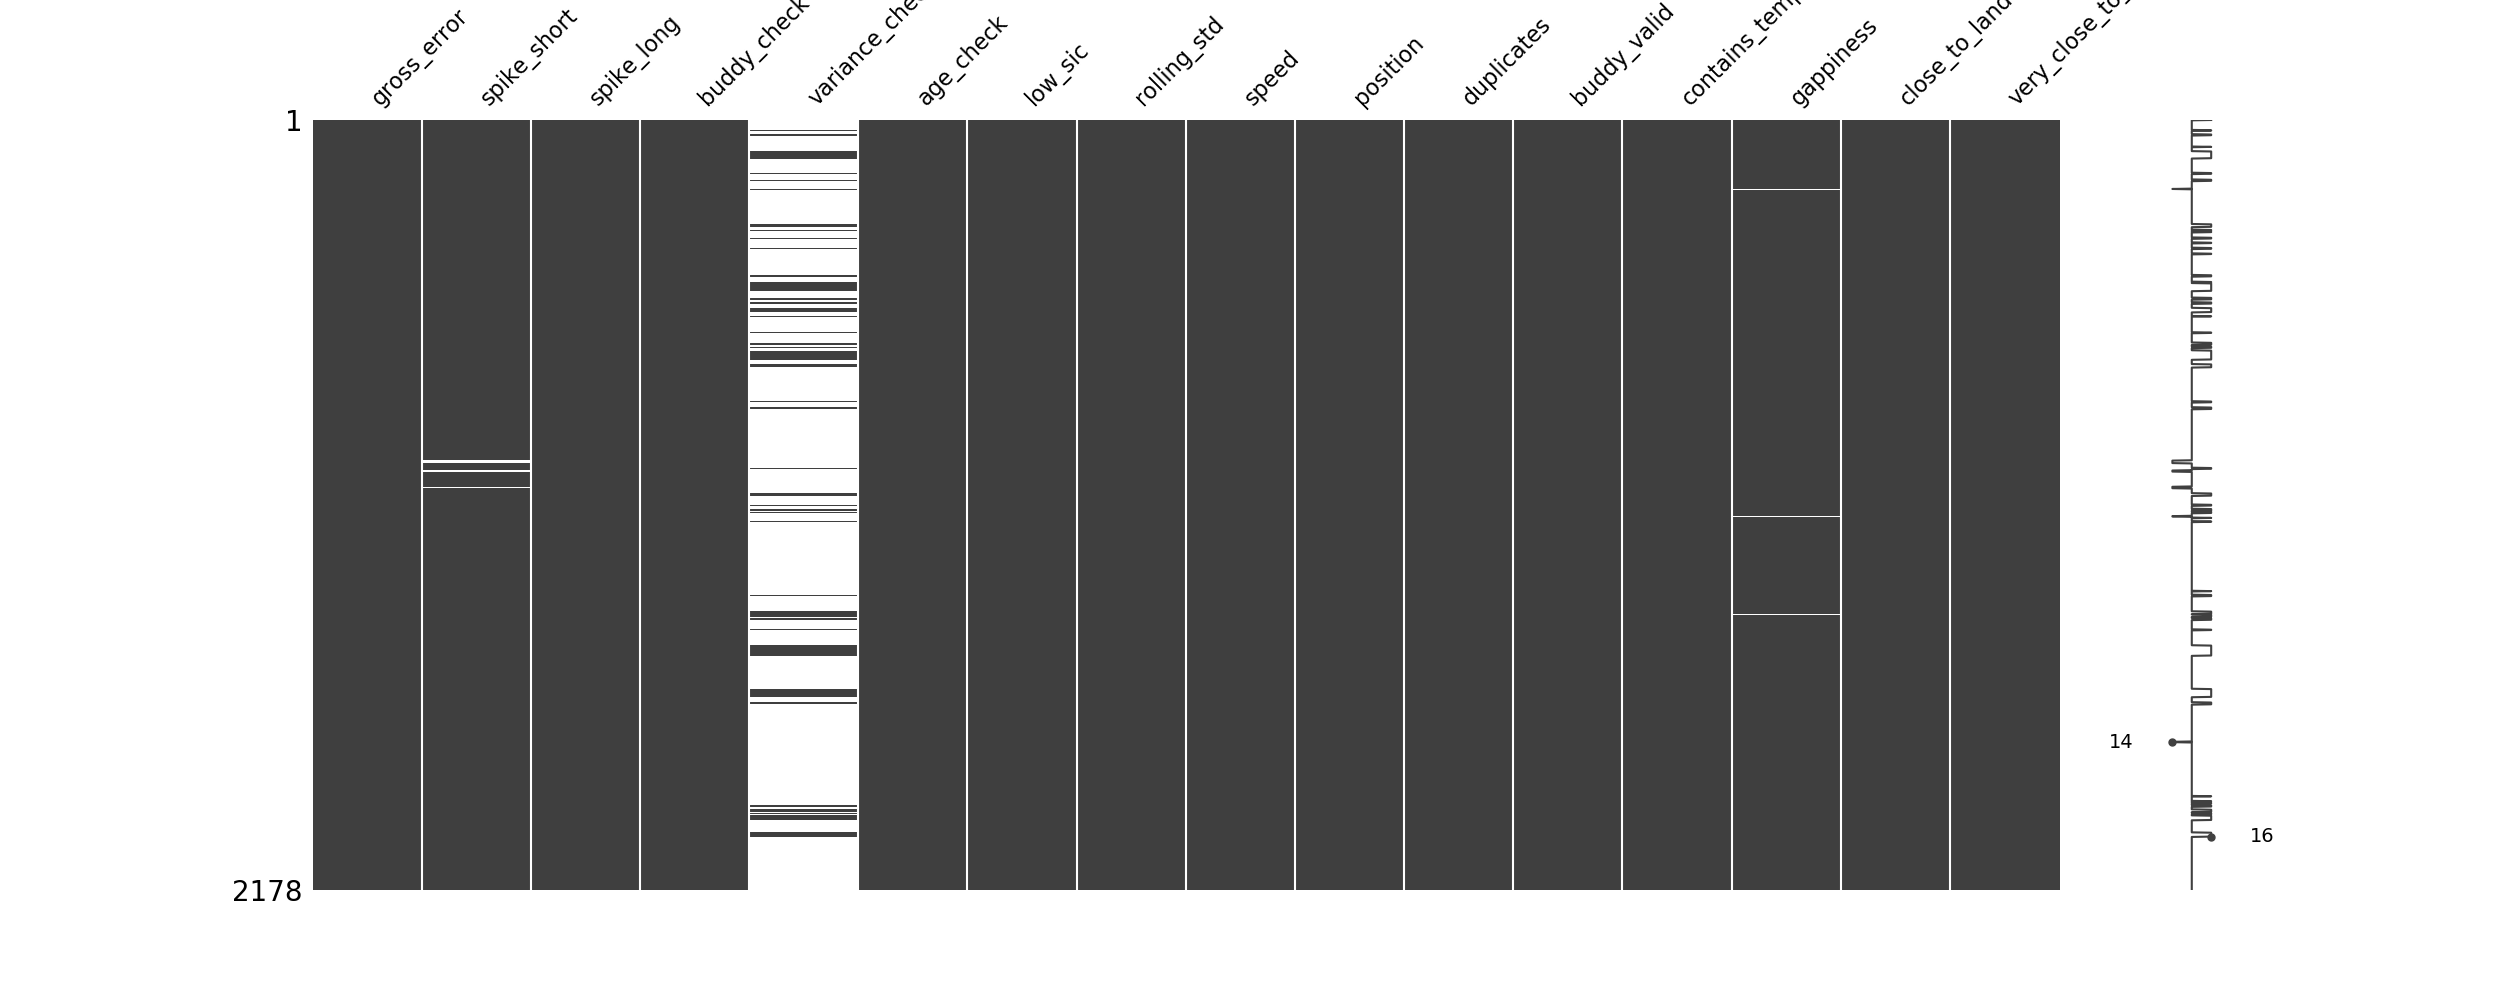 gross_error
spike_short
spike_long
buddy_check
age_check
low_sic
rolling_std
speed
position
duplicates
buddy_valid
gappiness
close_to_land
1
14
16
2178